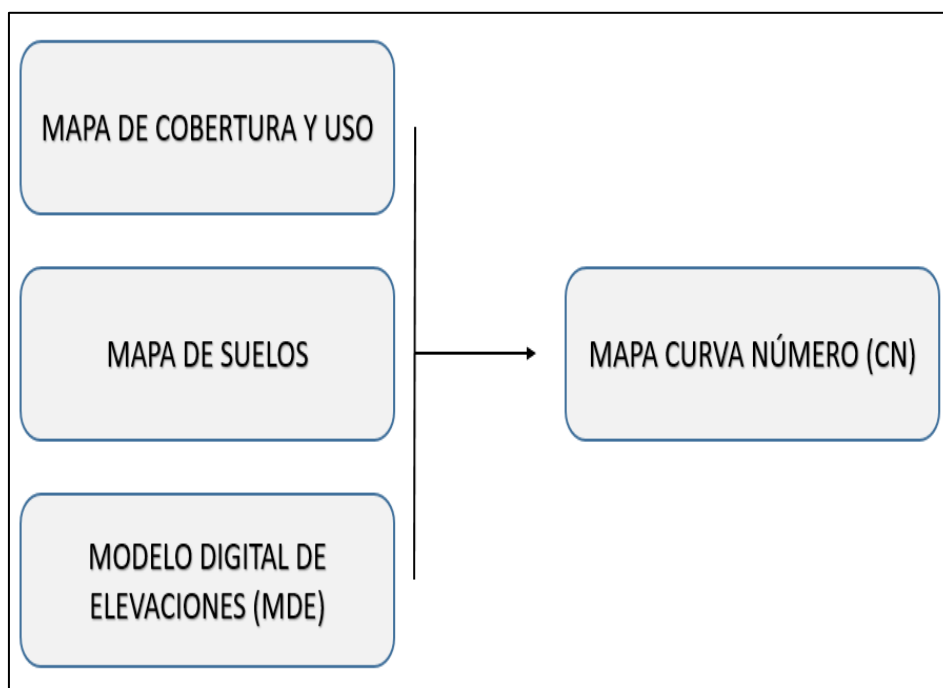 MAPA DE COBERTURA Y USO
MAPA DE SUELOS
MODELO DIGITAL DE
ELEVACIONES (MDE)
MAPA CURVA NÚMERO (CN)